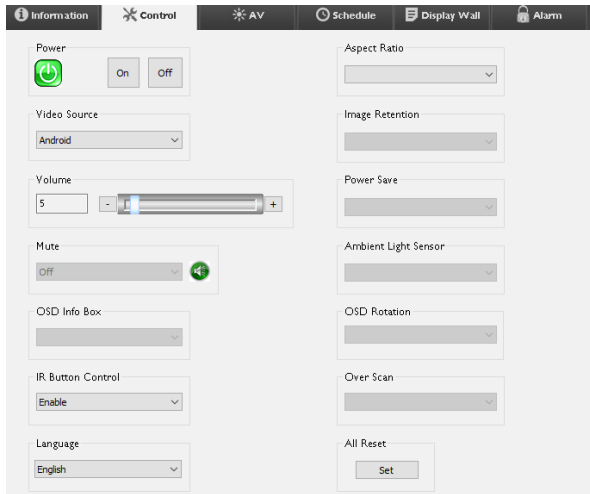 Information
Control
AV
Schedule
Display Wall
Alarm
Power
On
Off
Aspect Ratio
Video Source
Android
Image Retention
Volume
5
-
+
Power Save
Mute
Off
Ambient Light Sensor
OSD Info Box
OSD Rotation
IR Button Control
Enable
Over Scan
Language
English
All Reset
Set